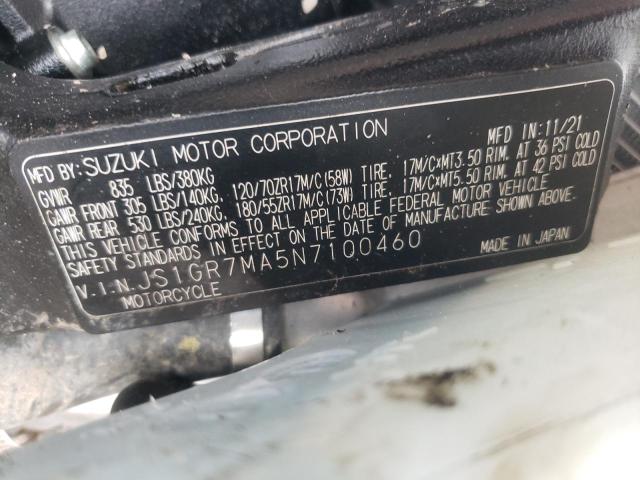 MFD BY: SUZUKI MOTOR CORPORATION MFD IN: 11/21
GVWR 835 LBS/380KG
GAWR FRONT 305 LBS/140KG, 120/70ZR17M/C(58W) TIRE, 17M/C×MT3.50 RIM, AT 36 PSI COLD
GAWR REAR 530 LBS/240KG, 180/55ZR17M/C(73W) TIRE, 17M/C×MT5.50 RIM, AT 42 PSI COLD
THIS VEHICLE CONFORMS TO ALL APPLICABLE FEDERAL MOTOR VEHICLE
SAFETY STANDARDS IN EFFECT ON THE DATE OF MANUFACTURE SHOWN ABOVE.
V.I.N. JS1GR7MA5N7100460 MADE IN JAPAN
MOTORCYCLE